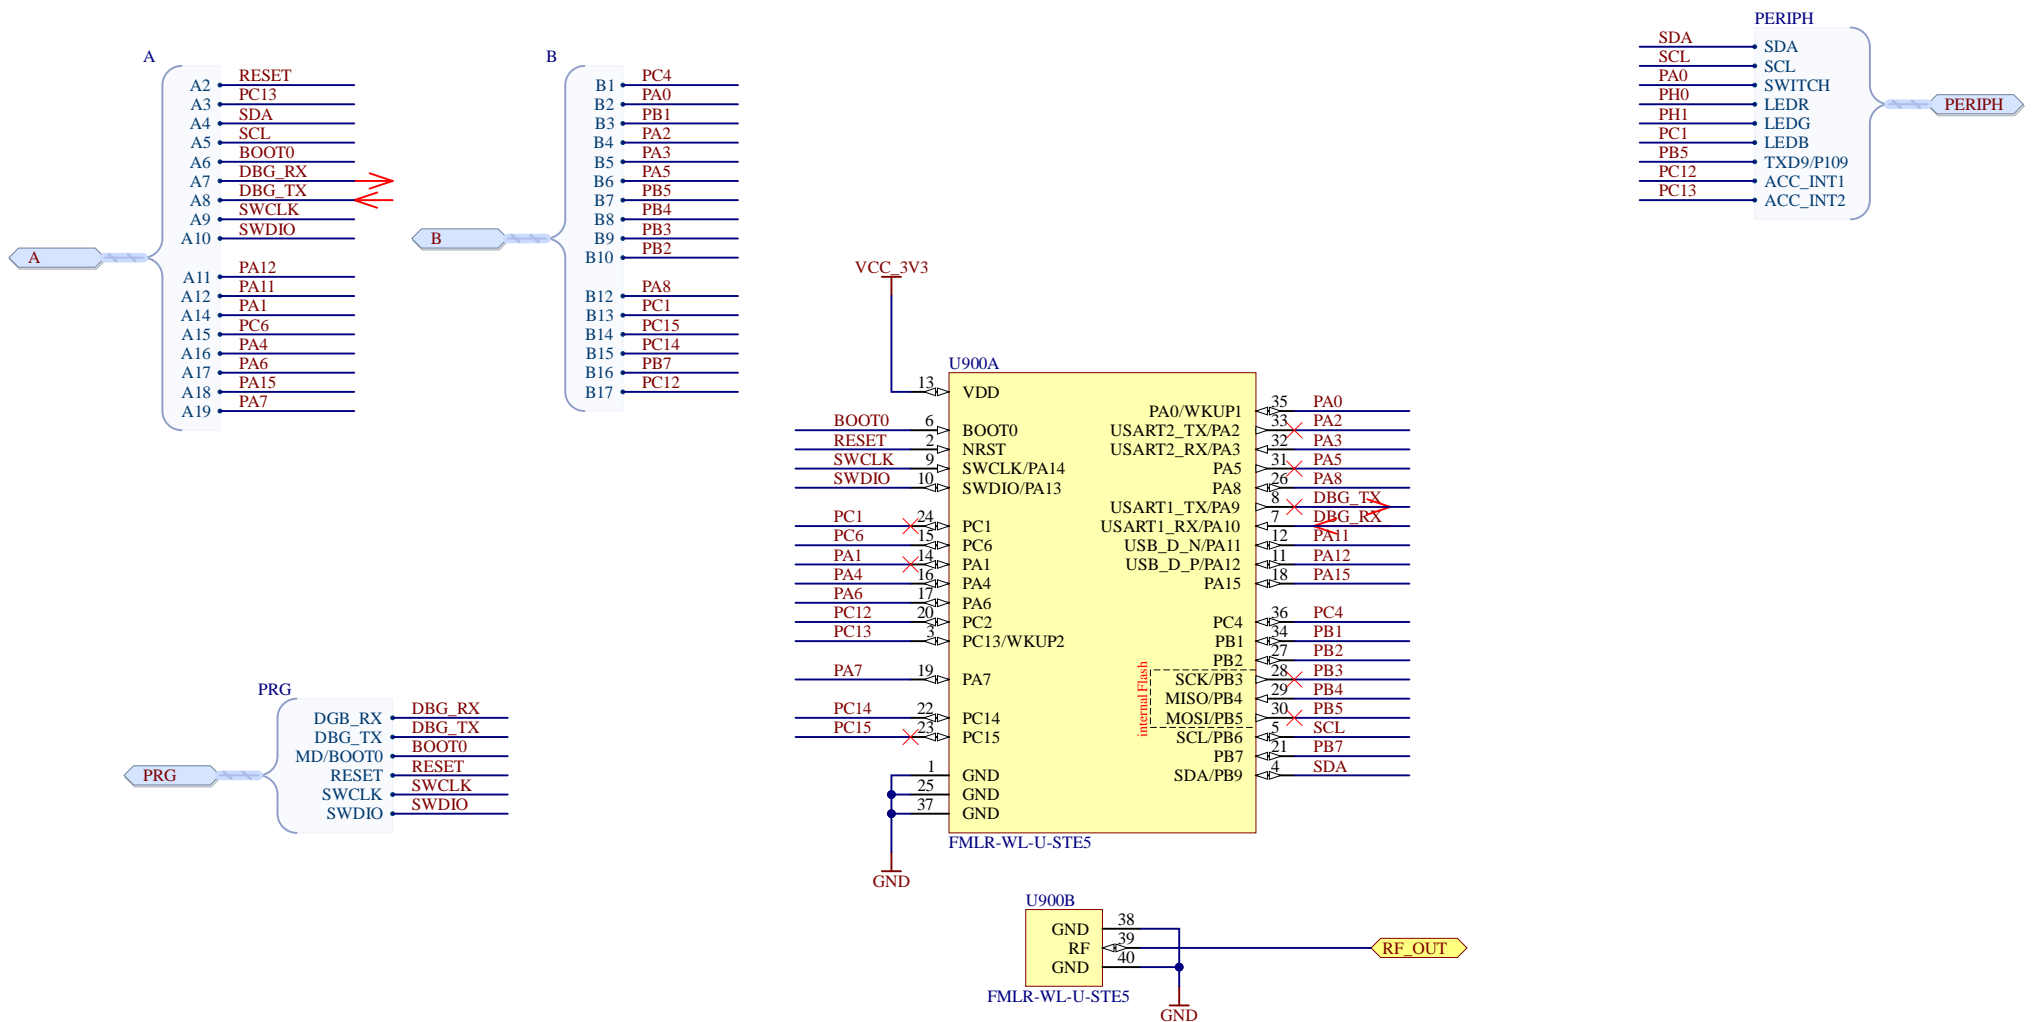 A
A2 RESET
A3 PC13
A4 SDA
A5 SCL
A6 BOOT0
A7 DBG_RX
A8 DBG_TX
A9 SWCLK
A10 SWDIO
A11 PA12
A12 PA11
A14 PA1
A15 PC6
A16 PA4
A17 PA6
A18 PA15
A19 PA7
A
B
B1 PC4
B2 PA0
B3 PB1
B4 PA2
B5 PA3
B6 PA5
B7 PB5
B8 PB4
B9 PB3
B10 PB2
B12 PA8
B13 PC1
B14 PC15
B15 PC14
B16 PB7
B17 PC12
B
PERIPH
SDA SDA
SCL SCL
PA0 SWITCH
PH0 LEDR
PH1 LEDG
PC1 LEDB
PB5 TXD9/P109
PC12 ACC_INT1
PC13 ACC_INT2
PERIPH
PRG
DGB_RX DBG_RX
DBG_TX DBG_TX
MD/BOOT0 BOOT0
RESET RESET
SWCLK SWCLK
SWDIO SWDIO
PRG
VCC_3V3
U900A
13 VDD
BOOT0 6 BOOT0
RESET 2 NRST
SWCLK 9 SWCLK/PA14
SWDIO 10 SWDIO/PA13
PC1 24 PC1
PC6 15 PC6
PA1 14 PA1
PA4 16 PA4
PA6 17 PA6
PC12 20 PC2
PC13 3 PC13/WKUP2
PA7 19 PA7
PC14 22 PC14
PC15 23 PC15
1 GND
25 GND
37 GND
GND
PA0/WKUP1 35 PA0
USART2_TX/PA2 33 PA2
USART2_RX/PA3 32 PA3
PA5 31 PA5
PA8 26 PA8
USART1_TX/PA9 8 DBG_TX
USART1_RX/PA10 7 DBG_RX
USB_D_N/PA11 12 PA11
USB_D_P/PA12 11 PA12
PA15 18 PA15
PC4 36 PC4
PB1 34 PB1
PB2 27 PB2
SCK/PB3 28 PB3
MISO/PB4 29 PB4
MOSI/PB5 30 PB5
SCL/PB6 5 SCL
PB7 21 PB7
SDA/PB9 4 SDA
internal Flash
FMLR-WL-U-STE5
U900B
GND 38
RF 39 RF_OUT
GND 40
FMLR-WL-U-STE5
GND